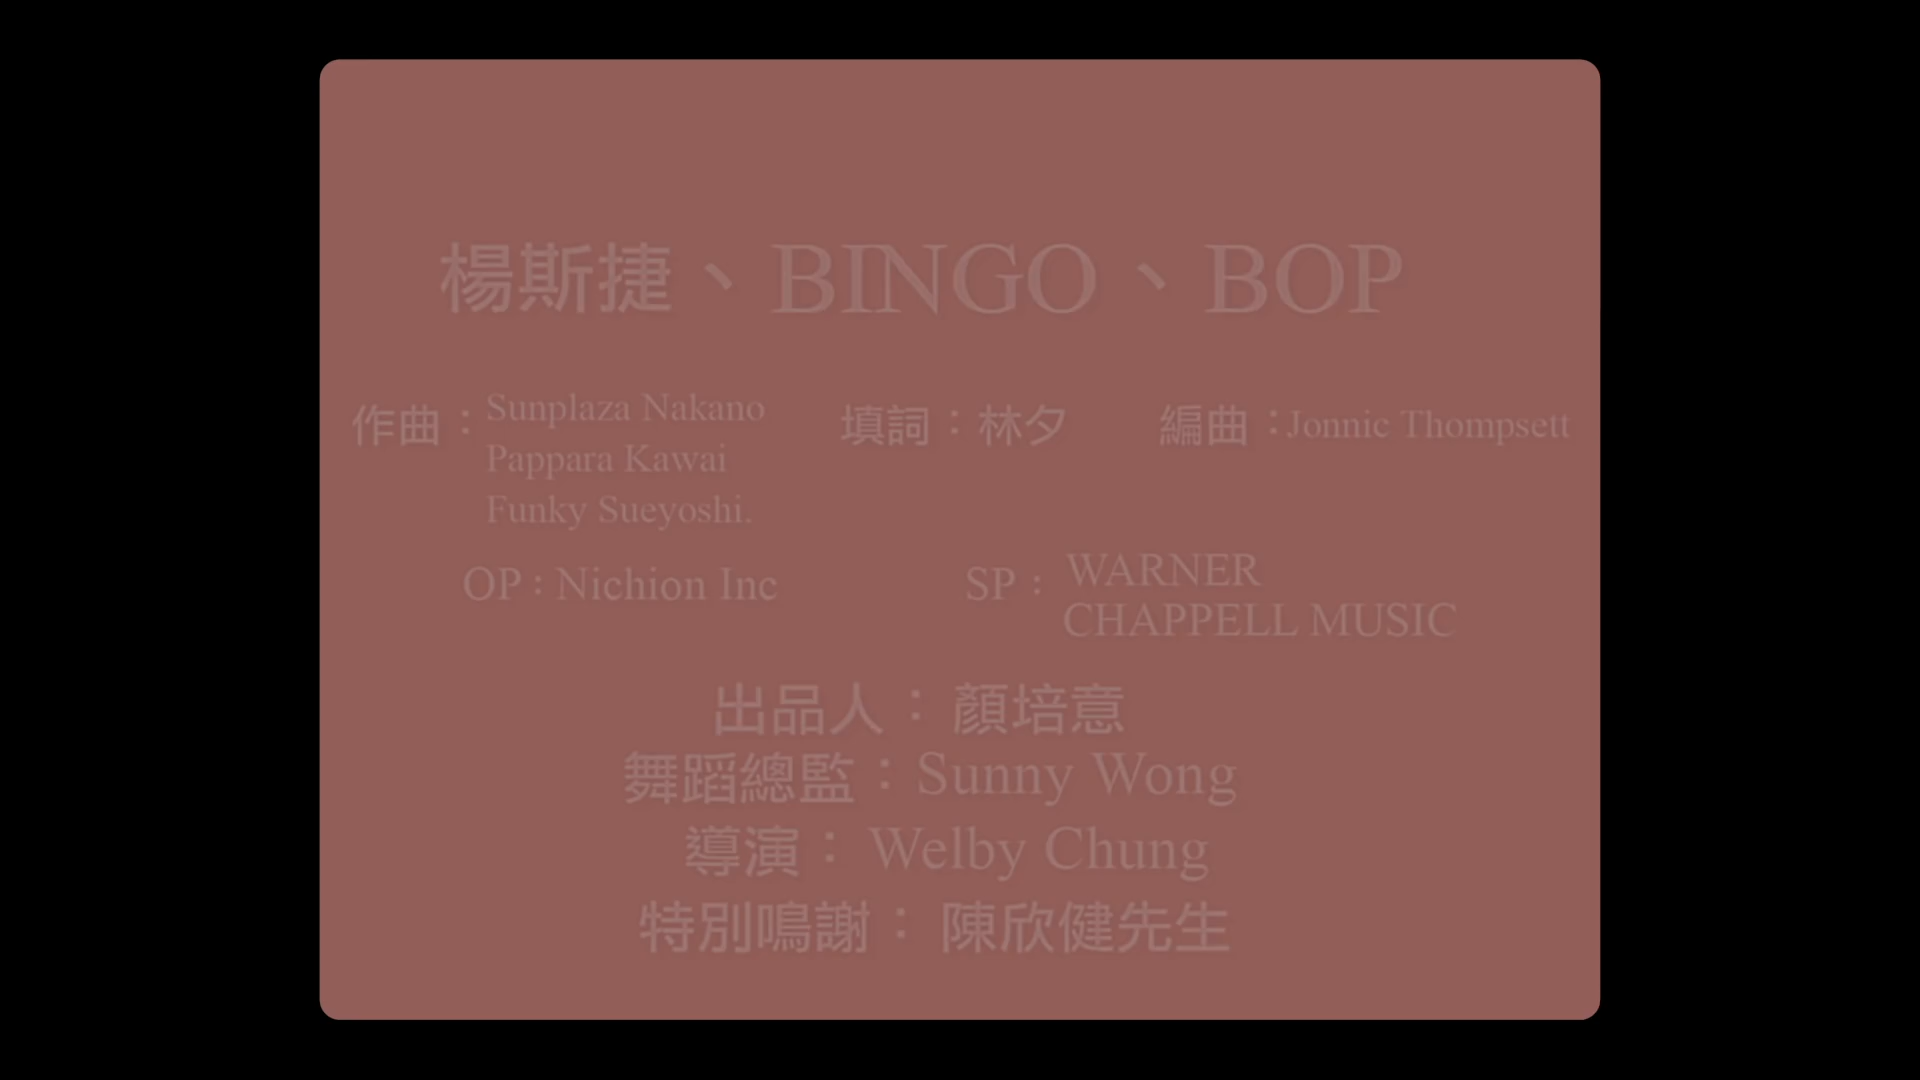 楊斯捷、BINGO、BOP
作曲：Sunplaza Nakano 填詞：林夕 編曲：Jonnic Thompsett
Pappara Kawai
Funky Sueyoshi.
OP : Nichion Inc SP : WARNER
CHAPPELL MUSIC
出品人：顏培意
舞蹈總監：Sunny Wong
導演：Welby Chung
特別鳴謝：陳欣健先生